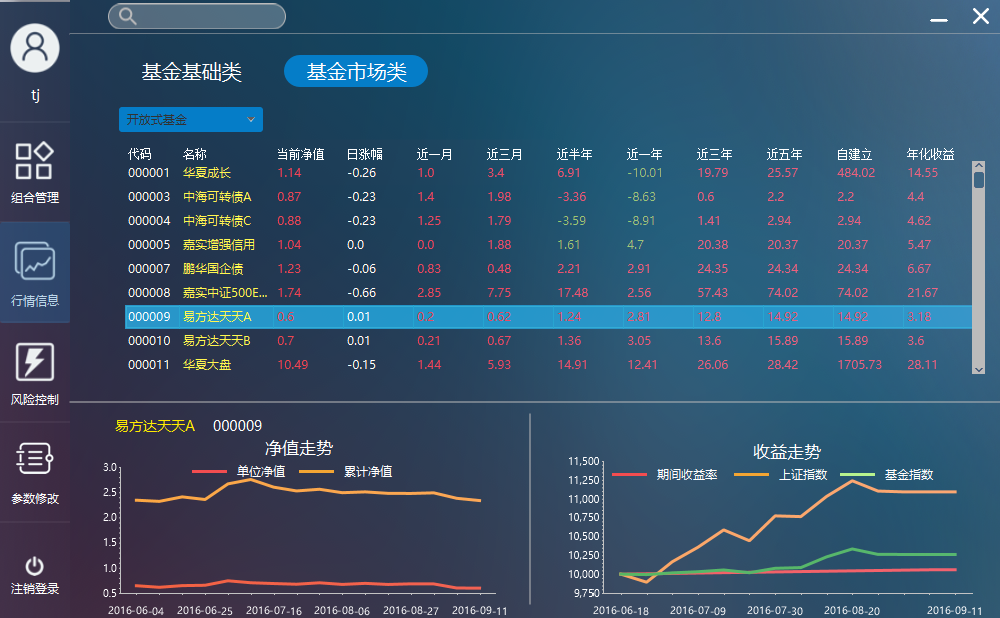 tj
组合管理
行情信息
风险控制
参数修改
注销登录
基金基础类 基金市场类
开放式基金
代码 名称 当前净值 日涨幅 近一月 近三月 近半年 近一年 近三年 近五年 自建立 年化收益
000001 华夏成长 1.14 -0.26 1.0 3.4 6.91 -10.01 19.79 25.57 484.02 14.55
000003 中海可转债A 0.87 -0.23 1.4 1.98 -3.36 -8.63 0.6 2.2 2.2 4.4
000004 中海可转债C 0.88 -0.23 1.25 1.79 -3.59 -8.91 1.41 2.94 2.94 4.62
000005 嘉实增强信用 1.04 0.0 0.0 1.88 1.61 4.7 20.38 20.37 20.37 5.47
000007 鹏华国企债 1.23 -0.06 0.83 0.48 2.21 2.91 24.35 24.34 24.34 6.67
000008 嘉实中证500E... 1.74 -0.66 2.85 7.75 17.48 2.56 57.43 74.02 74.02 21.67
000009 易方达天天A 0.6 0.01 0.2 0.62 1.24 2.81 12.8 14.92 14.92 3.18
000010 易方达天天B 0.7 0.01 0.21 0.67 1.36 3.05 13.6 15.89 15.89 3.6
000011 华夏大盘 10.49 -0.15 1.44 5.93 14.91 12.41 26.06 28.42 1705.73 28.11
易方达天天A 000009
净值走势
单位净值 累计净值
3.0
2.5
2.0
1.5
1.0
0.5
2016-06-04 2016-06-25 2016-07-16 2016-08-06 2016-08-27 2016-09-11
收益走势
期间收益率 上证指数 基金指数
11,500
11,250
11,000
10,750
10,500
10,250
10,000
9,750
2016-06-18 2016-07-09 2016-07-30 2016-08-20 2016-09-11